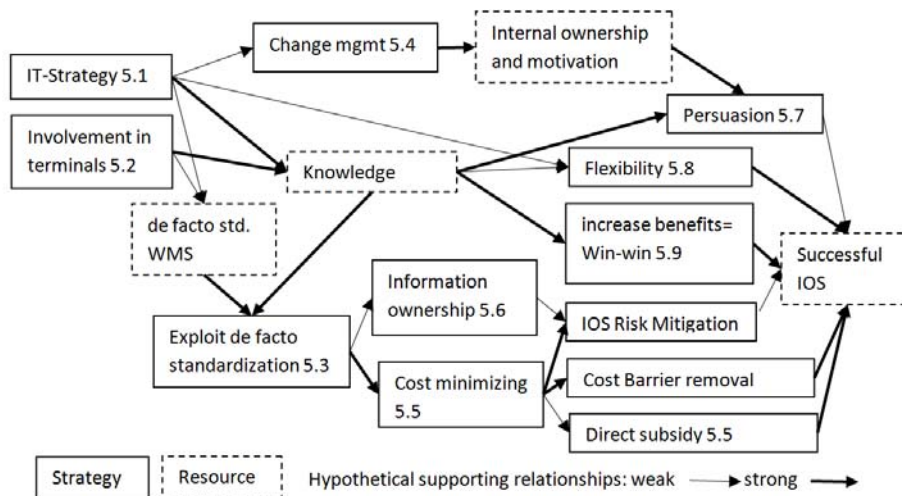 Change mgmt 5.4
Internal ownership
and motivation
IT-Strategy 5.1
Persuasion 5.7
Involvement in
terminals 5.2
Knowledge
Flexibility 5.8
de facto std.
WMS
increase benefits=
Win-win 5.9
Successful
IOS
Information
ownership 5.6
Exploit de facto
standardization 5.3
IOS Risk Mitigation
Cost minimizing
5.5
Cost Barrier removal
Direct subsidy 5.5
Strategy
Resource
Hypothetical supporting relationships: weak
strong